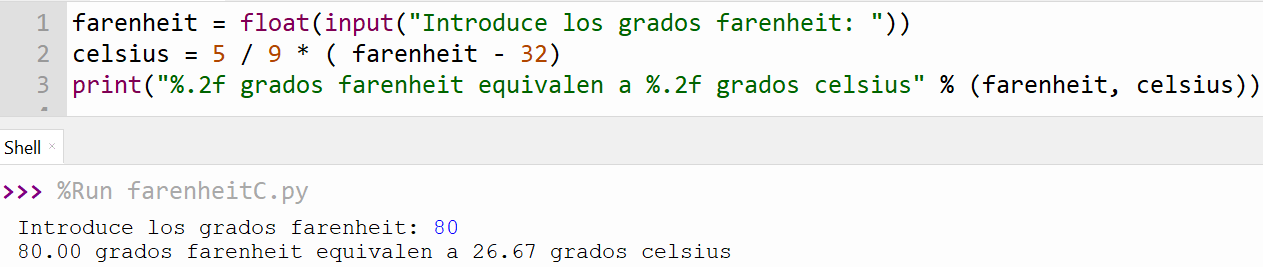 1 farenheit = float(input("Introduce los grados farenheit: "))
2 celsius = 5 / 9 * ( farenheit - 32)
3 print("%.2f grados farenheit equivalen a %.2f grados celsius" % (farenheit, celsius))
Shell ×
>>> %Run farenheitC.py
Introduce los grados farenheit: 80
80.00 grados farenheit equivalen a 26.67 grados celsius